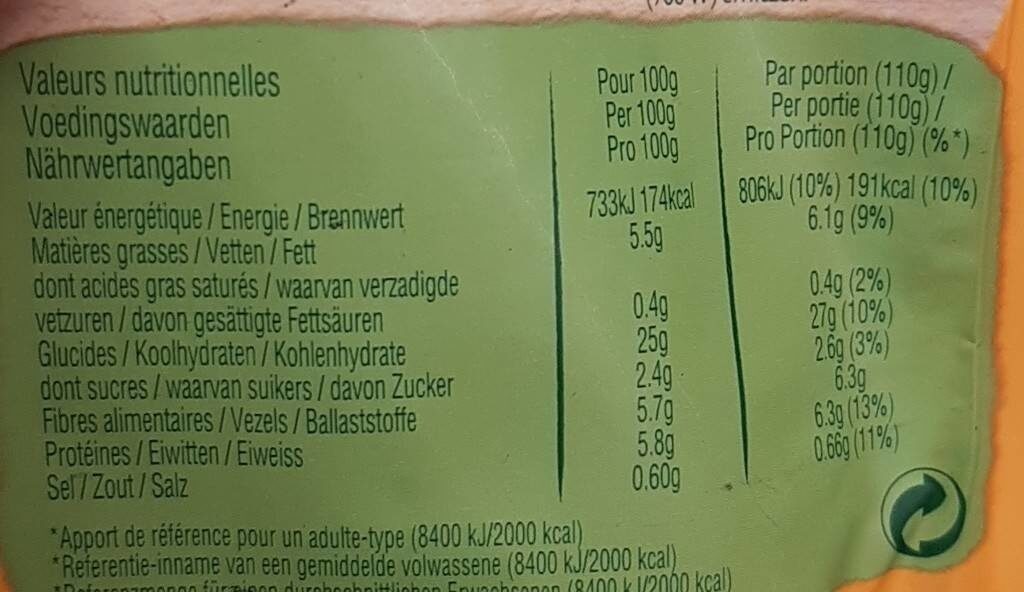 Valeurs nutritionnelles Pour 100g Par portion (110g) /
Voedingswaarden Per 100g Per portie (110g) /
Nährwertangaben Pro 100g Pro Portion (110g) (%*)
Valeur énergétique / Energie / Brennwert 733kJ 174kcal 806kJ (10%) 191kcal (10%)
Matières grasses / Vetten / Fett 5.5g 6.1g (9%)
dont acides gras saturés / waarvan verzadigde
vetzuren / davon gesättigte Fettsäuren 0.4g 0.4g (2%)
Glucides / Koolhydraten / Kohlenhydrate 25g 27g (10%)
dont sucres / waarvan suikers / davon Zucker 2.4g 2.6g (3%)
Fibres alimentaires / Vezels / Ballaststoffe 5.7g 6.3g
Protéines / Eiwitten / Eiweiss 5.8g 6.3g (13%)
Sel / Zout / Salz 0.60g 0.66g (11%)
*Apport de référence pour un adulte-type (8400 kJ/2000 kcal)
*Referentie-inname van een gemiddelde volwassene (8400 kJ/2000 kcal)
(8400 kJ/2000 kcal)